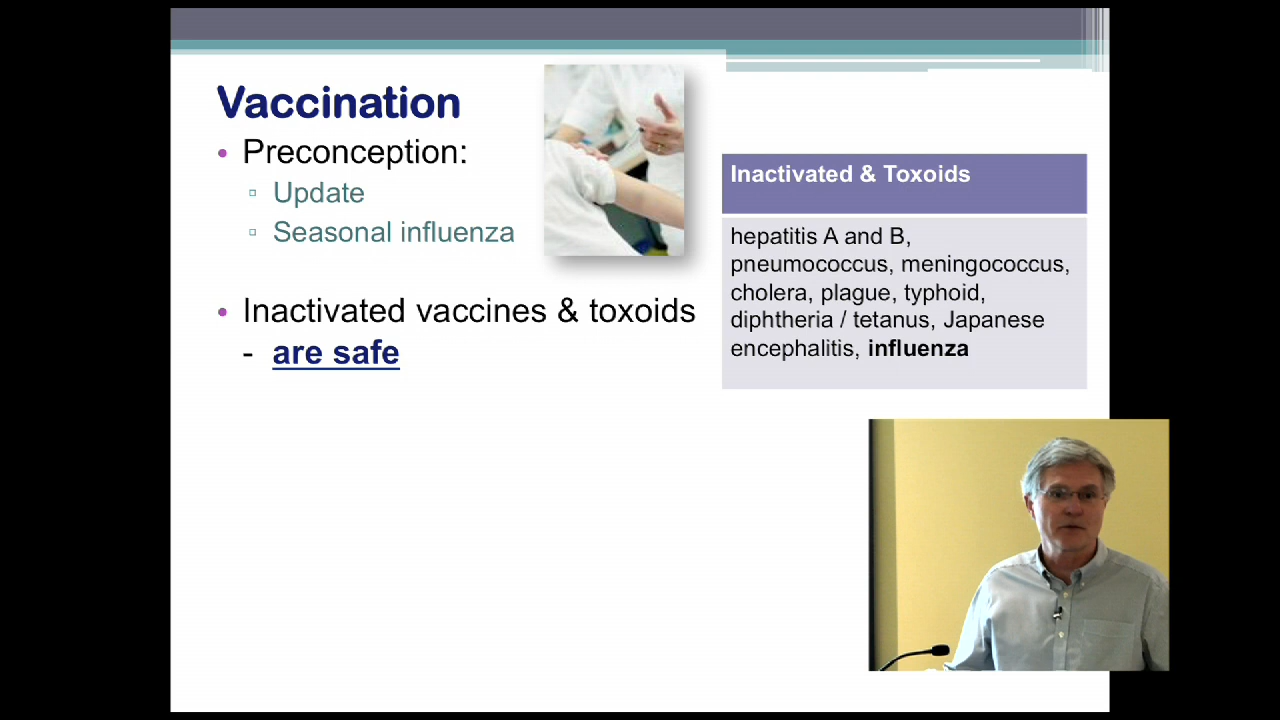 Vaccination
• Preconception:
▫ Update
▫ Seasonal influenza
• Inactivated vaccines & toxoids
- are safe
Inactivated & Toxoids
hepatitis A and B,
pneumococcus, meningococcus,
cholera, plague, typhoid,
diphtheria / tetanus, Japanese
encephalitis, influenza